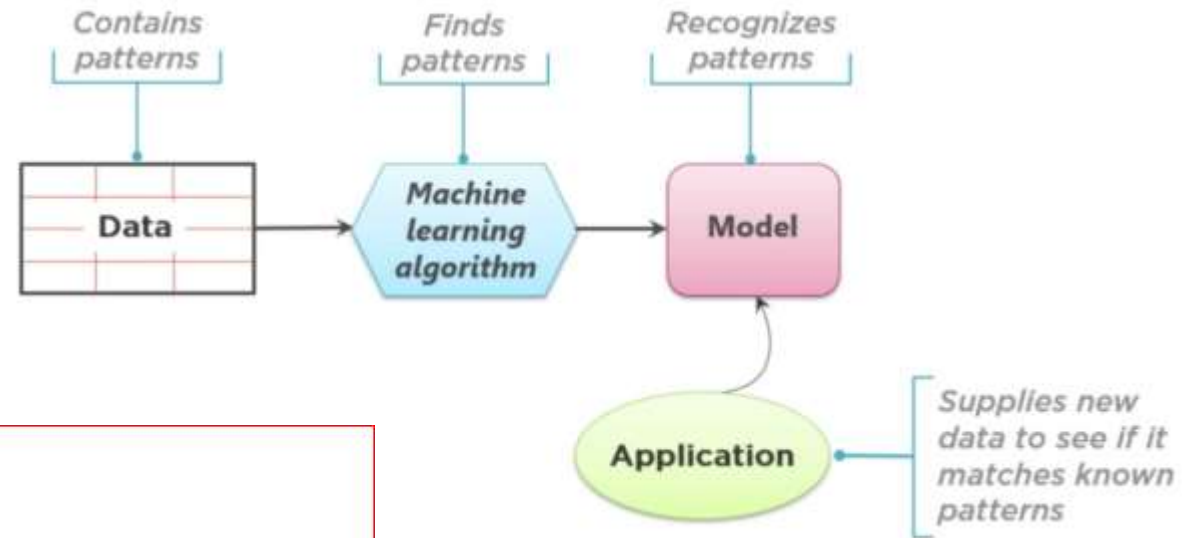 Contains
patterns
Finds
patterns
Recognizes
patterns
Data
Machine
learning
algorithm
Model
Application
Supplies new
data to see if it
matches known
patterns